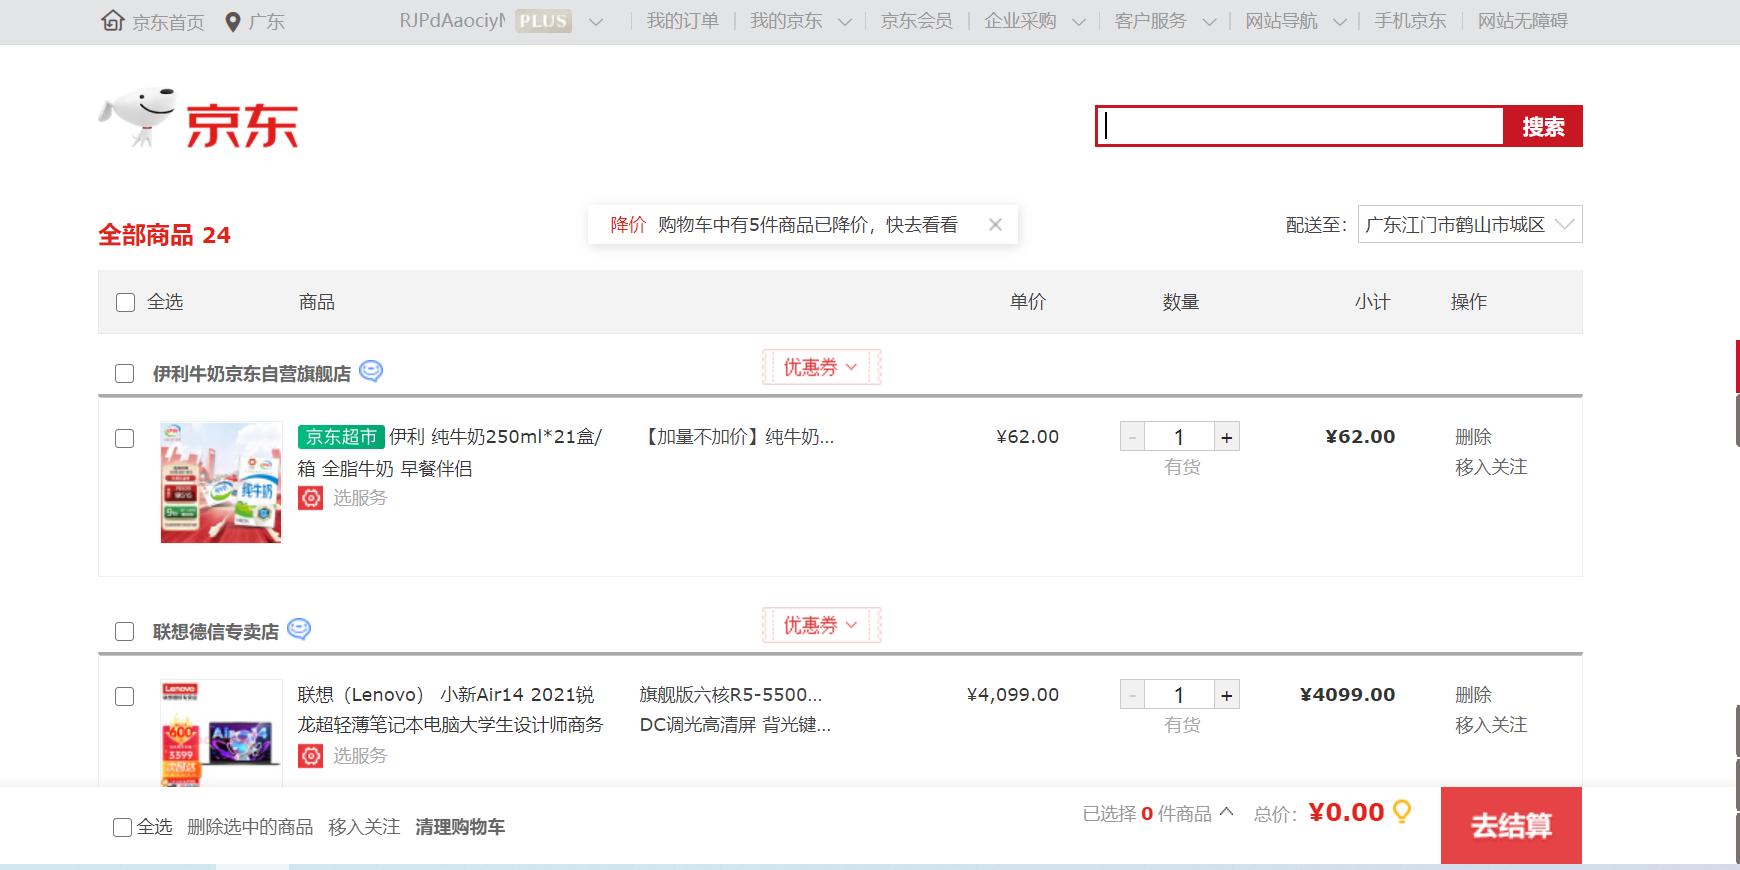 京东首页 广东 RJPdAaociyN PLUS 我的订单 我的京东 京东会员 企业采购 客户服务 网站导航 手机京东 网站无障碍
京东
搜索
全部商品 24
降价 购物车中有5件商品已降价，快去看看
配送至： 广东江门市鹤山市城区
全选 商品 单价 数量 小计 操作
伊利牛奶京东自营旗舰店 优惠券
京东超市 伊利 纯牛奶250ml*21盒/ 【加量不加价】纯牛奶... ¥62.00 - 1 + ¥62.00 删除
箱 全脂牛奶 早餐伴侣 有货 移入关注
选服务
纯牛奶
联想德信专卖店 优惠券
联想（Lenovo） 小新Air14 2021锐 旗舰版六核R5-5500... ¥4,099.00 - 1 + ¥4099.00 删除
龙超轻薄笔记本电脑大学生设计师商务 DC调光高清屏 背光键... 有货 移入关注
选服务
Lenovo
600
Air14
3399
全选 删除选中的商品 移入关注 清理购物车 已选择 0 件商品 总价： ¥0.00 去结算